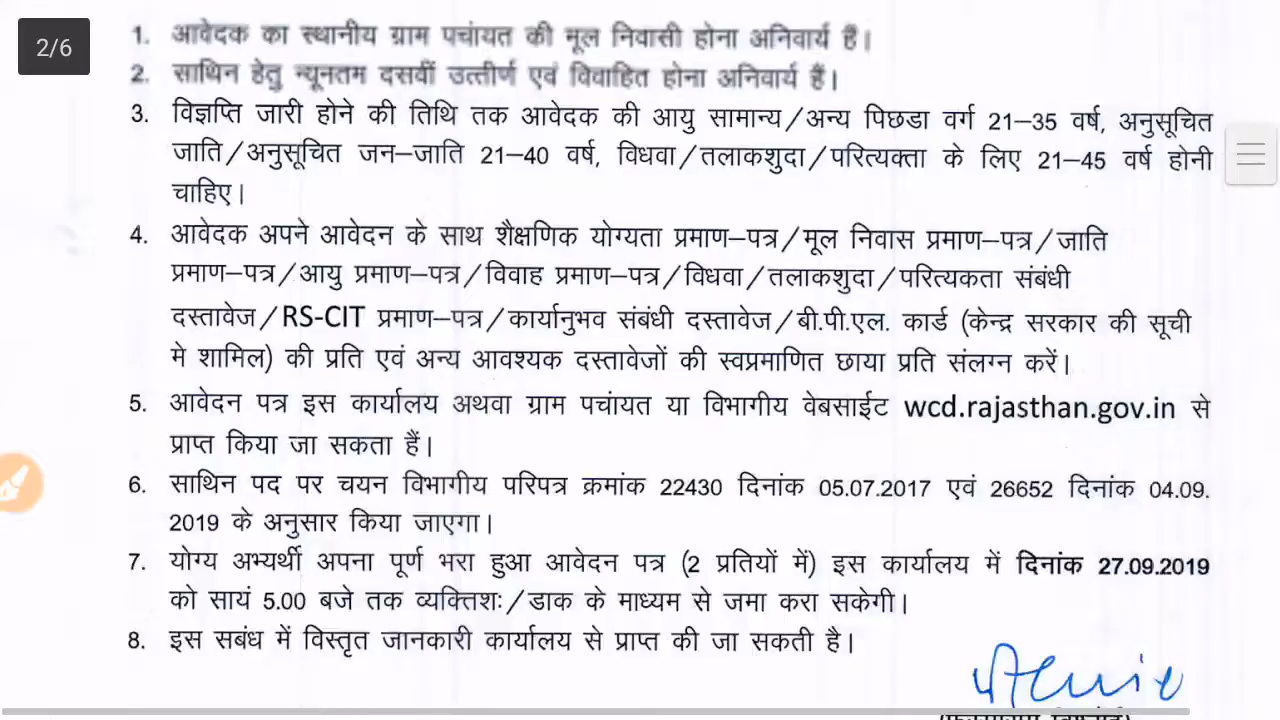 2/6
1. आवेदक का स्थानीय ग्राम पचांयत की मूल निवासी होना अनिवार्य हैं।
2. साथिन हेतु न्यूनतम दसवीं उत्तीर्ण एवं विवाहित होना अनिवार्य हैं।
3. विज्ञप्ति जारी होने की तिथि तक आवेदक की आयु सामान्य/अन्य पिछडा वर्ग 21–35 वर्ष, अनुसूचित
जाति/अनुसूचित जन–जाति 21–40 वर्ष, विधवा/तलाकशुदा/परित्यक्ता के लिए 21–45 वर्ष होनी
चाहिए।
4. आवेदक अपने आवेदन के साथ शैक्षणिक योग्यता प्रमाण–पत्र/मूल निवास प्रमाण–पत्र/जाति
प्रमाण–पत्र/आयु प्रमाण–पत्र/विवाह प्रमाण–पत्र/विधवा/तलाकशुदा/परित्यकता संबंधी
दस्तावेज/RS-CIT प्रमाण–पत्र/कार्यानुभव संबंधी दस्तावेज/बी.पी.एल. कार्ड (केन्द्र सरकार की सूची
मे शामिल) की प्रति एवं अन्य आवश्यक दस्तावेजों की स्वप्रमाणित छाया प्रति संलग्न करें।
5. आवेदन पत्र इस कार्यालय अथवा ग्राम पचांयत या विभागीय वेबसाईट wcd.rajasthan.gov.in से
प्राप्त किया जा सकता हैं।
6. साथिन पद पर चयन विभागीय परिपत्र क्रमांक 22430 दिनांक 05.07.2017 एवं 26652 दिनांक 04.09.
2019 के अनुसार किया जाएगा।
7. योग्य अभ्यर्थी अपना पूर्ण भरा हुआ आवेदन पत्र (2 प्रतियों में) इस कार्यालय में दिनांक 27.09.2019
को सायं 5.00 बजे तक व्यक्तिशः/डाक के माध्यम से जमा करा सकेगी।
8. इस सबंध में विस्तृत जानकारी कार्यालय से प्राप्त की जा सकती है।